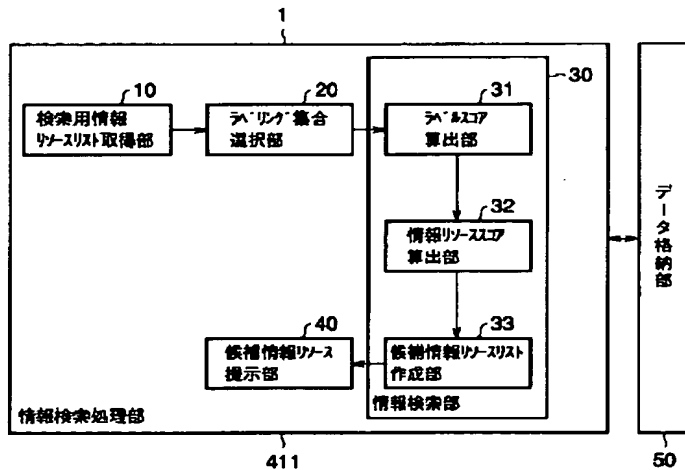 1
10
検索用情報
リソースリスト取得部
20
ラベリング集合
選択部
30
31
ラベルスコア
算出部
32
情報リソーススコア
算出部
33
候補情報リソースリスト
作成部
40
候補情報リソース
提示部
情報検索部
情報検索処理部
411
データ格納部
50